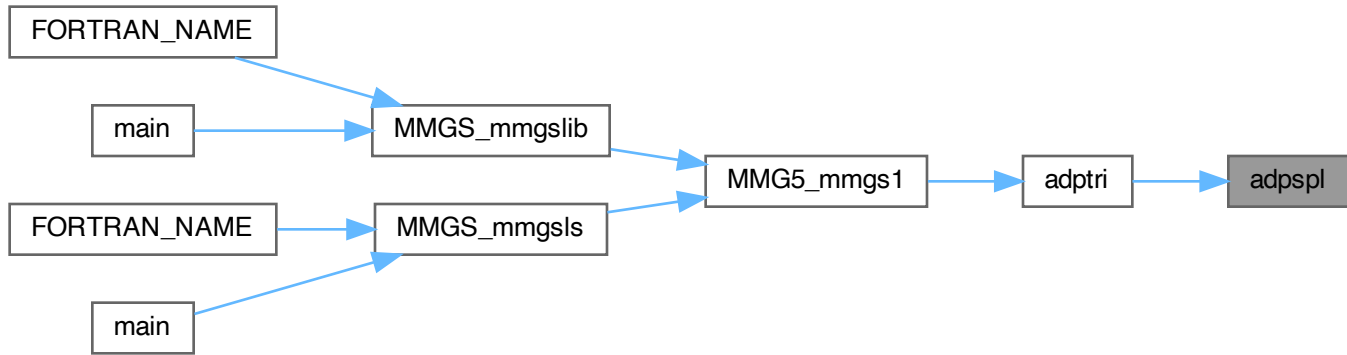 FORTRAN_NAME
main
MMGS_mmgslib
MMG5_mmgs1
adptri
adpspl
FORTRAN_NAME
MMGS_mmgsls
main